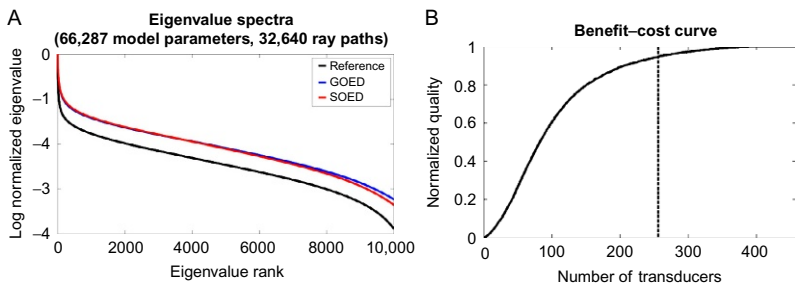 A
Eigenvalue spectra
(66,287 model parameters, 32,640 ray paths)
0
–1
–4
–3
–4
Log normalized eigenvalue
Reference
GOED
SOED
0
2000
4000
6000
8000
10,000
Eigenvalue rank
B
Benefit–cost curve
1
0.8
0.6
0.4
0.2
0
Normalized quality
0
100
200
300
400
Number of transducers